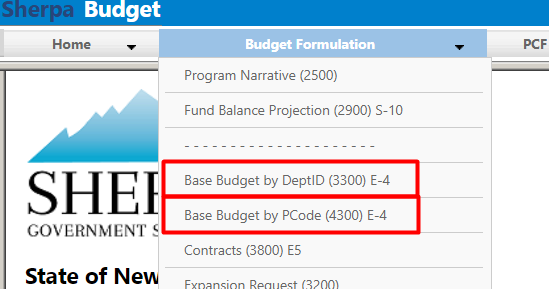 Sherpa Budget
Home Budget Formulation PCF
Program Narrative (2500)
Fund Balance Projection (2900) S-10
- - - - - - - - - - - - - - - - - - - -
Base Budget by DeptID (3300) E-4
Base Budget by PCode (4300) E-4
Contracts (3800) E5
Expansion Request (3200)
SHE
GOVERNMENT S
State of New